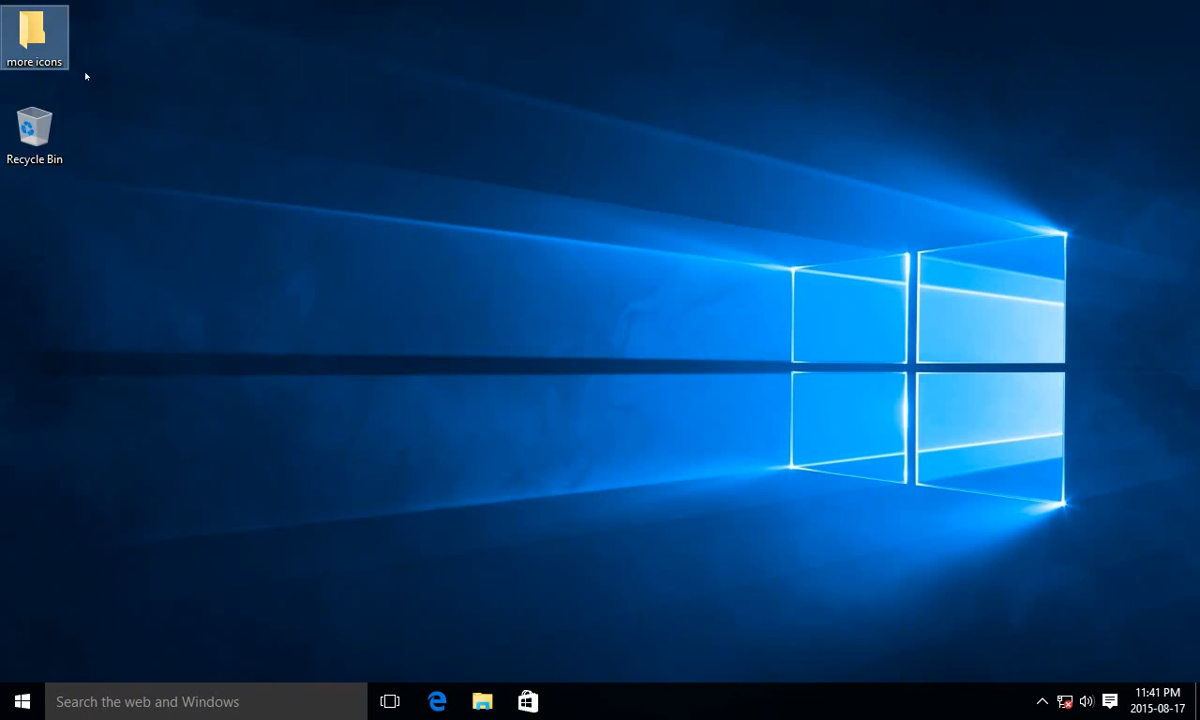 more icons
Recycle Bin
Search the web and Windows
11:41 PM
2015-08-17